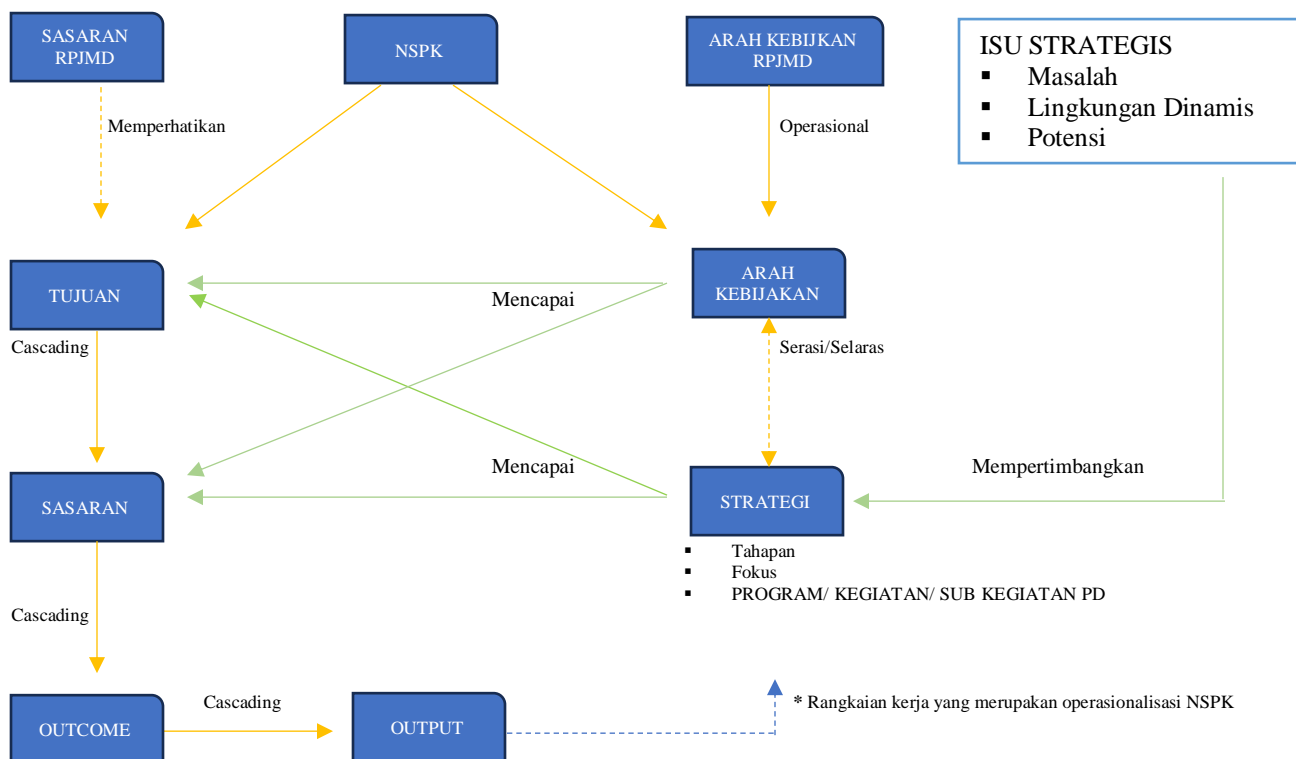 SASARAN
RPJMD
NSPK
ARAH KEBIJKAN
RPJMD
ISU STRATEGIS
▪ Masalah
▪ Lingkungan Dinamis
▪ Potensi
Memperhatikan
Operasional
TUJUAN
Mencapai
ARAH
KEBIJAKAN
Cascading
Serasi/Selaras
SASARAN
Mencapai
STRATEGI
Mempertimbangkan
▪ Tahapan
▪ Fokus
▪ PROGRAM/ KEGIATAN/ SUB KEGIATAN PD
Cascading
OUTCOME
Cascading
OUTPUT
* Rangkaian kerja yang merupakan operasionalisasi NSPK